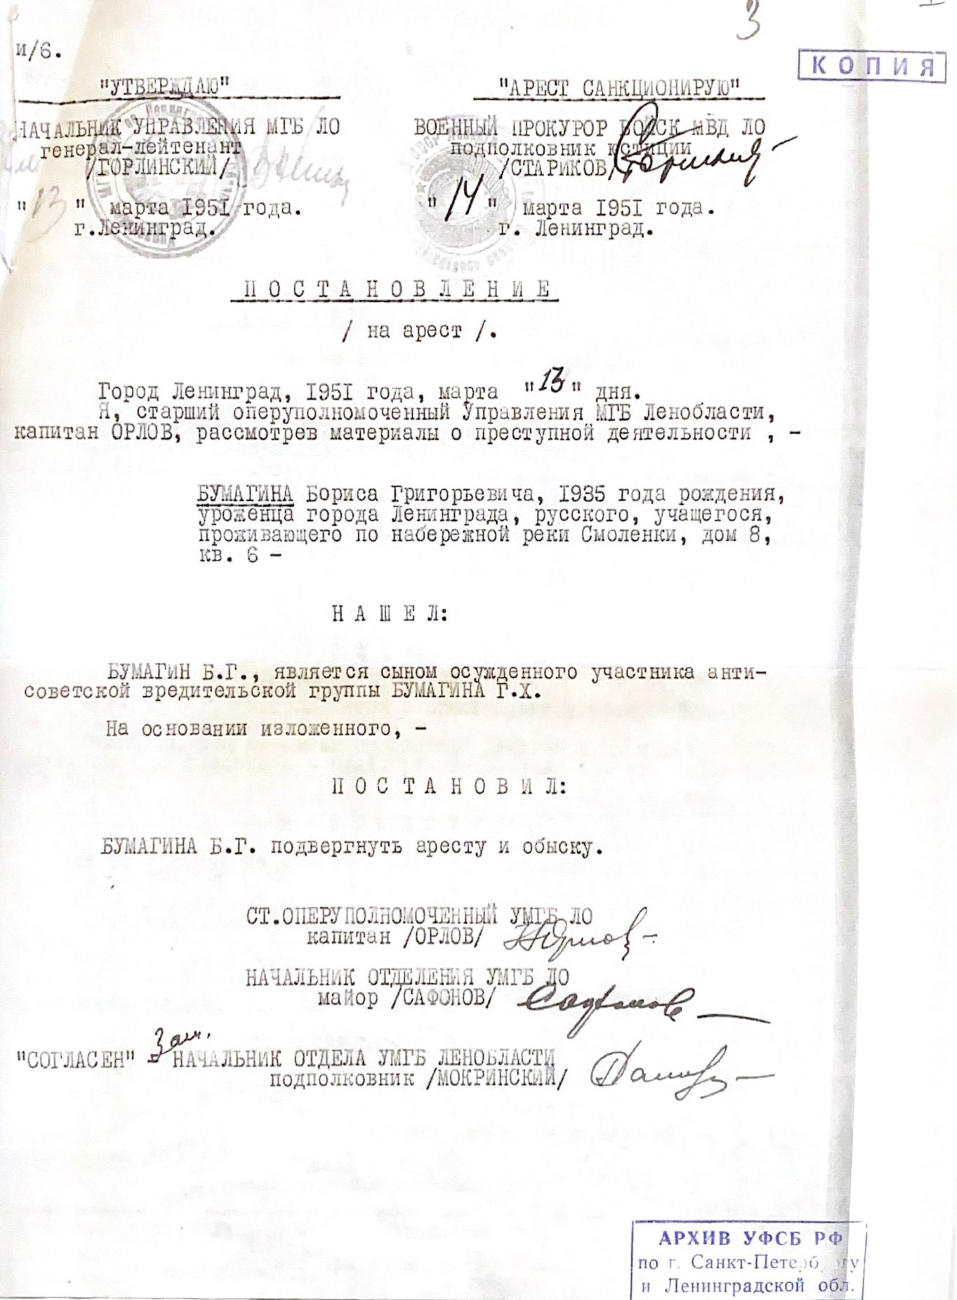 3
и/6.
КОПИЯ
"УТВЕРЖДАЮ"
НАЧАЛЬНИК УПРАВЛЕНИЯ МГБ ЛО
генерал-лейтенант
/ГОРЛИНСКИЙ/
"13" марта 1951 года.
г.Ленинград.
"АРЕСТ САНКЦИОНИРУЮ"
ВОЕННЫЙ ПРОКУРОР ВОЙСК МВД ЛО
подполковник юстиции
/СТАРИКОВ/
"14" марта 1951 года.
г. Ленинград.
П О С Т А Н О В Л Е Н И Е
/ на арест /.
Город Ленинград, 1951 года, марта "13" дня.
Я, старший оперуполномоченный Управления МГБ Ленобласти,
капитан ОРЛОВ, рассмотрев материалы о преступной деятельности , -
БУМАГИНА Бориса Григорьевича, 1935 года рождения,
уроженца города Ленинграда, русского, учащегося,
проживающего по набережной реки Смоленки, дом 8,
кв. 6 -
Н А Ш Е Л:
БУМАГИН Б.Г., является сыном осужденного участника анти-
советской вредительской группы БУМАГИНА Г.Х.
На основании изложенного, -
П О С Т А Н О В И Л:
БУМАГИНА Б.Г. подвергнуть аресту и обыску.
СТ.ОПЕРУПОЛНОМОЧЕННЫЙ УМГБ ЛО
капитан /ОРЛОВ/
НАЧАЛЬНИК ОТДЕЛЕНИЯ УМГБ ЛО
майор /САФОНОВ/ Сафонов
Зам.
"СОГЛАСЕН" - НАЧАЛЬНИК ОТДЕЛА УМГБ ЛЕНОБЛАСТИ
подполковник /МОКРИНСКИЙ/
АРХИВ УФСБ РФ
по г. Санкт-Петербургу
и Ленинградской обл.